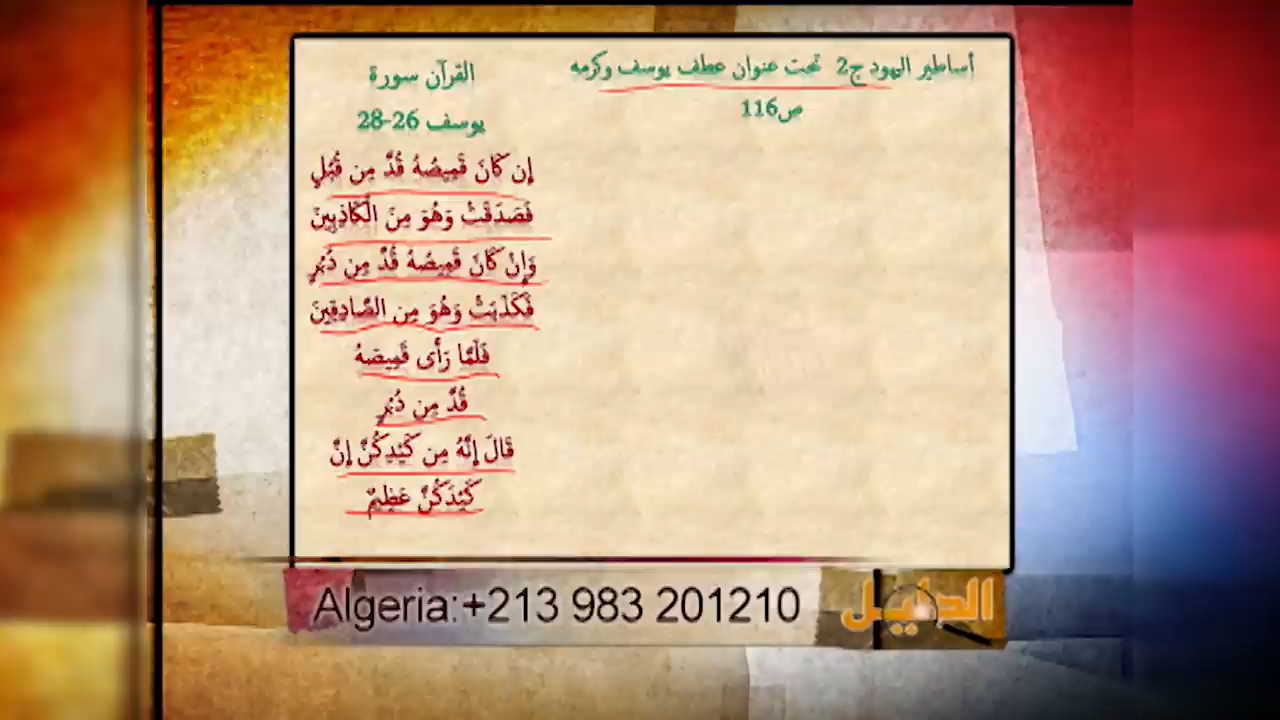 أساطير اليهود ج2 تحت عنوان عطف يوسف وكرمه
ص116
القرآن سورة
يوسف 26-28
إِن كَانَ قَمِيصُهُ قُدَّ مِن قُبُلٍ
فَصَدَقَتْ وَهُوَ مِنَ الْكَاذِبِينَ
وَإِنْ كَانَ قَمِيصُهُ قُدَّ مِن دُبُرٍ
فَكَذَبَتْ وَهُوَ مِن الصَّادِقِينَ
فَلَمَّا رَأَى قَمِيصَهُ
قُدَّ مِن دُبُرٍ
قَالَ إِنَّهُ مِن كَيْدِكُنَّ إِنَّ
كَيْدَكُنَّ عَظِيمٌ
Algeria:+213 983 201210
الدليل